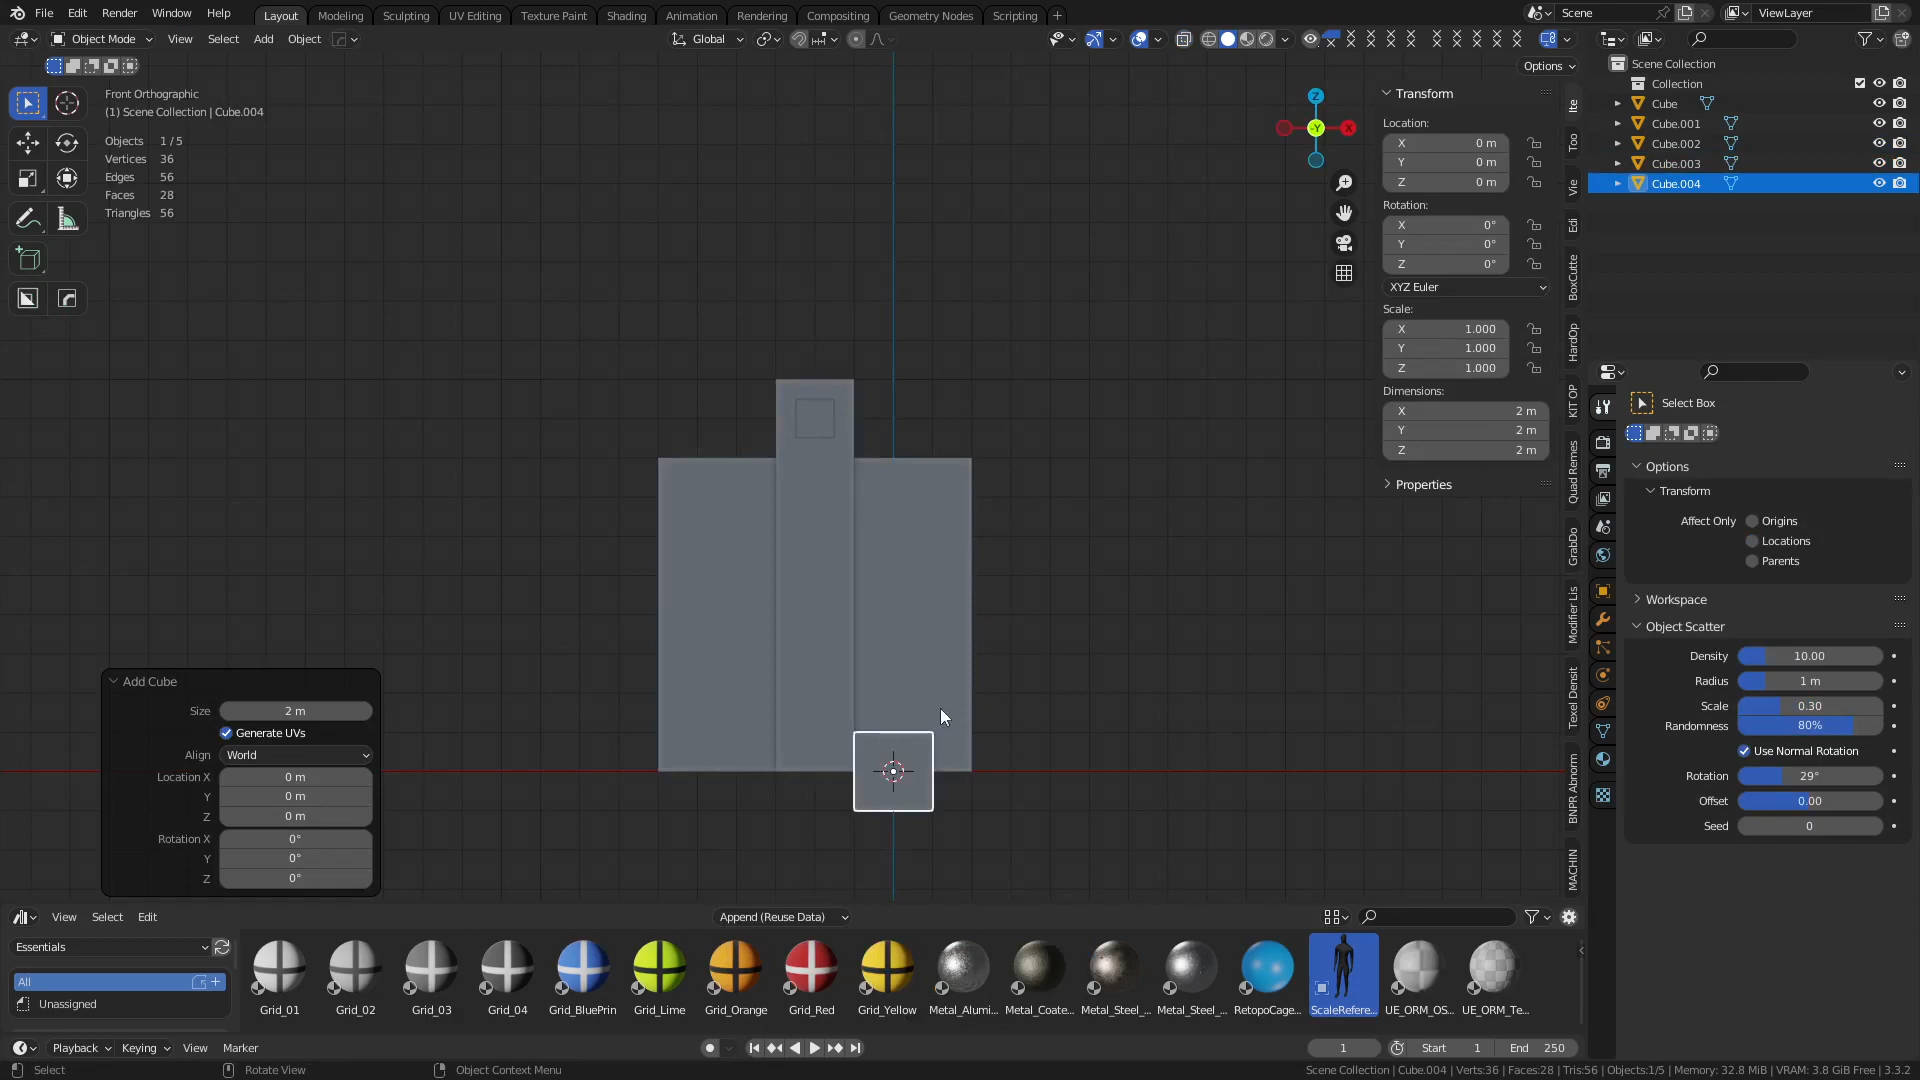 File Edit Render Window Help Layout Modeling Sculpting UV Editing Texture Paint Shading Animation Rendering Compositing Geometry Nodes Scripting + Scene ViewLayer
Object Mode View Select Add Object Global
Options
Front Orthographic
(1) Scene Collection | Cube.004
Objects 1 / 5
Vertices 36
Edges 56
Faces 28
Triangles 56
Z
-Y X
Transform
Location:
X 0 m
Y 0 m
Z 0 m
Rotation:
X 0°
Y 0°
Z 0°
XYZ Euler
Scale:
X 1.000
Y 1.000
Z 1.000
Dimensions:
X 2 m
Y 2 m
Z 2 m
Properties
Ite
Too
Vie
Edi
BoxCutte
HardOp
KIT OP
Quad Remes
GrabDo
Modifier Lis
Texel Densit
BNPR Abnorm
MACHIN
Scene Collection
Collection
Cube
Cube.001
Cube.002
Cube.003
Cube.004
Select Box
Options
Transform
Affect Only Origins
Locations
Parents
Workspace
Object Scatter
Density 10.00
Radius 1 m
Scale 0.30
Randomness 80%
Use Normal Rotation
Rotation 29°
Offset 0.00
Seed 0
Add Cube
Size 2 m
Generate UVs
Align World
Location X 0 m
Y 0 m
Z 0 m
Rotation X 0°
Y 0°
Z 0°
View Select Edit Append (Reuse Data)
Essentials
All
Unassigned
Grid_01 Grid_02 Grid_03 Grid_04 Grid_BluePrin Grid_Lime Grid_Orange Grid_Red Grid_Yellow Metal_Alumi... Metal_Coate... Metal_Steel_... Metal_Steel_... RetopoCage... ScaleRefere... UE_ORM_OS... UE_ORM_Te...
Playback Keying View Marker 1 Start 1 End 250
Select Rotate View Object Context Menu Scene Collection | Cube.004 | Verts:36 | Faces:28 | Tris:56 | Objects:1/5 | Memory: 32.8 MiB | VRAM: 3.8 GiB Free | 3.3.2